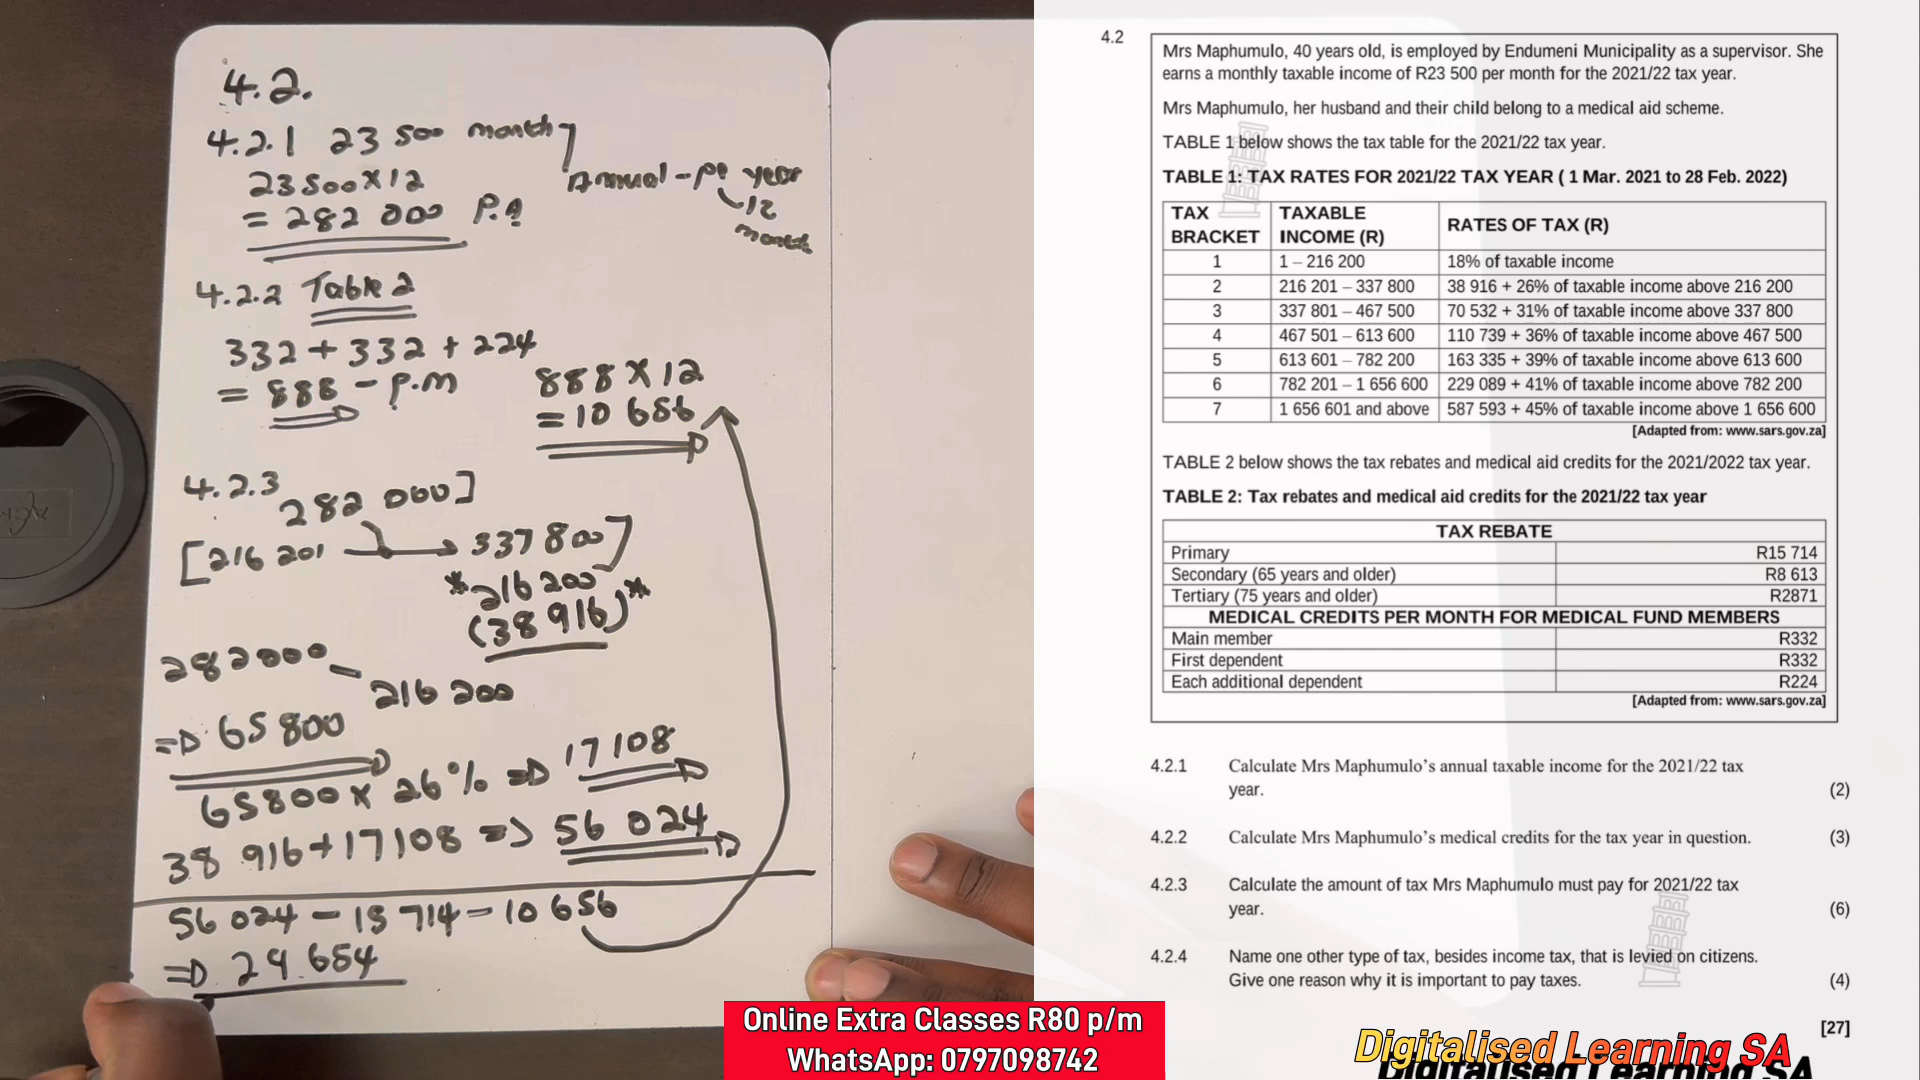 4.2.
4.2.1 23 500 month
Annual - pe year
12
month
23500×12
= 282 000 P.A
4.2.2 Table 2
332 + 332 + 224
= 888 - P.M
888 × 12
= 10 656
4.2.3
282 000]
[216 201 → 337 800]
*216 200*
(38 916)
282000 -
216 200
⇒ 65 800
65800 × 26% ⇒ 17108
38 916 + 17108 ⇒ 56 024
56 024 - 15 714 - 10 656
⇒ 29 654
4.2
Mrs Maphumulo, 40 years old, is employed by Endumeni Municipality as a supervisor. She
earns a monthly taxable income of R23 500 per month for the 2021/22 tax year.
Mrs Maphumulo, her husband and their child belong to a medical aid scheme.
TABLE 1 below shows the tax table for the 2021/22 tax year.
TABLE 1: TAX RATES FOR 2021/22 TAX YEAR ( 1 Mar. 2021 to 28 Feb. 2022)
TAX BRACKET TAXABLE INCOME (R) RATES OF TAX (R)
1 1 – 216 200 18% of taxable income
2 216 201 – 337 800 38 916 + 26% of taxable income above 216 200
3 337 801 – 467 500 70 532 + 31% of taxable income above 337 800
4 467 501 – 613 600 110 739 + 36% of taxable income above 467 500
5 613 601 – 782 200 163 335 + 39% of taxable income above 613 600
6 782 201 – 1 656 600 229 089 + 41% of taxable income above 782 200
7 1 656 601 and above 587 593 + 45% of taxable income above 1 656 600
[Adapted from: www.sars.gov.za]
TABLE 2 below shows the tax rebates and medical aid credits for the 2021/2022 tax year.
TABLE 2: Tax rebates and medical aid credits for the 2021/22 tax year
TAX REBATE
Primary R15 714
Secondary (65 years and older) R8 613
Tertiary (75 years and older) R2871
MEDICAL CREDITS PER MONTH FOR MEDICAL FUND MEMBERS
Main member R332
First dependent R332
Each additional dependent R224
[Adapted from: www.sars.gov.za]
4.2.1 Calculate Mrs Maphumulo's annual taxable income for the 2021/22 tax
year. (2)
4.2.2 Calculate Mrs Maphumulo's medical credits for the tax year in question. (3)
4.2.3 Calculate the amount of tax Mrs Maphumulo must pay for 2021/22 tax
year. (6)
4.2.4 Name one other type of tax, besides income tax, that is levied on citizens.
Give one reason why it is important to pay taxes. (4)
[27]
Online Extra Classes R80 p/m
WhatsApp: 0797098742
Digitalised Learning SA
Digitalised Learning SA